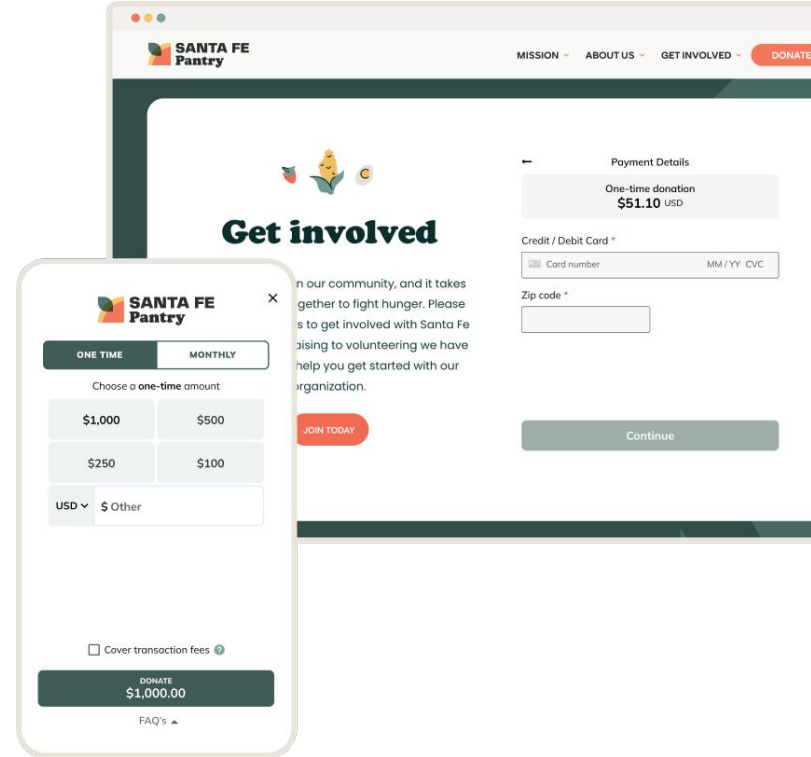 SANTA FE
Pantry
MISSION
ABOUT US
GET INVOLVED
DONATE
Get involved
our community, and it takes
to fight hunger. Please
to get involved with Santa Fe
to volunteering we have
help you get started with our
JOIN TODAY
Payment Details
One-time donation
$51.10 USD
Credit / Debit Card *
Card number MM / YY CVC
Zip code *
Continue
SANTA FE
Pantry
×
ONE TIME MONTHLY
Choose a one-time amount
$1,000 $500
$250 $100
USD $ Other
Cover transaction fees ?
DONATE
$1,000.00
FAQ's